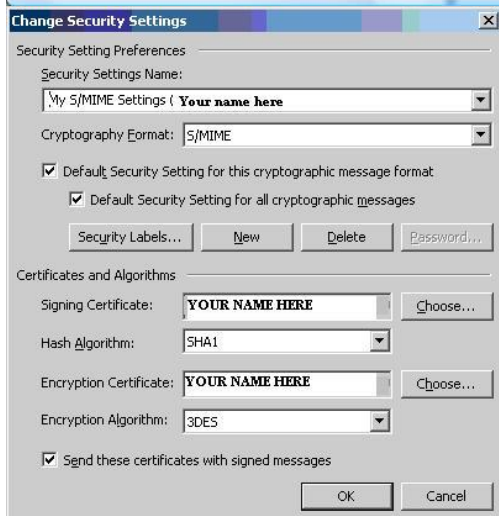 Change Security Settings
Security Setting Preferences
Security Settings Name:
My S/MIME Settings ( Your name here
Cryptography Format: S/MIME
Default Security Setting for this cryptographic message format
Default Security Setting for all cryptographic messages
Security Labels... New Delete Password...
Certificates and Algorithms
Signing Certificate: YOUR NAME HERE Choose...
Hash Algorithm: SHA1
Encryption Certificate: YOUR NAME HERE Choose...
Encryption Algorithm: 3DES
Send these certificates with signed messages
OK Cancel